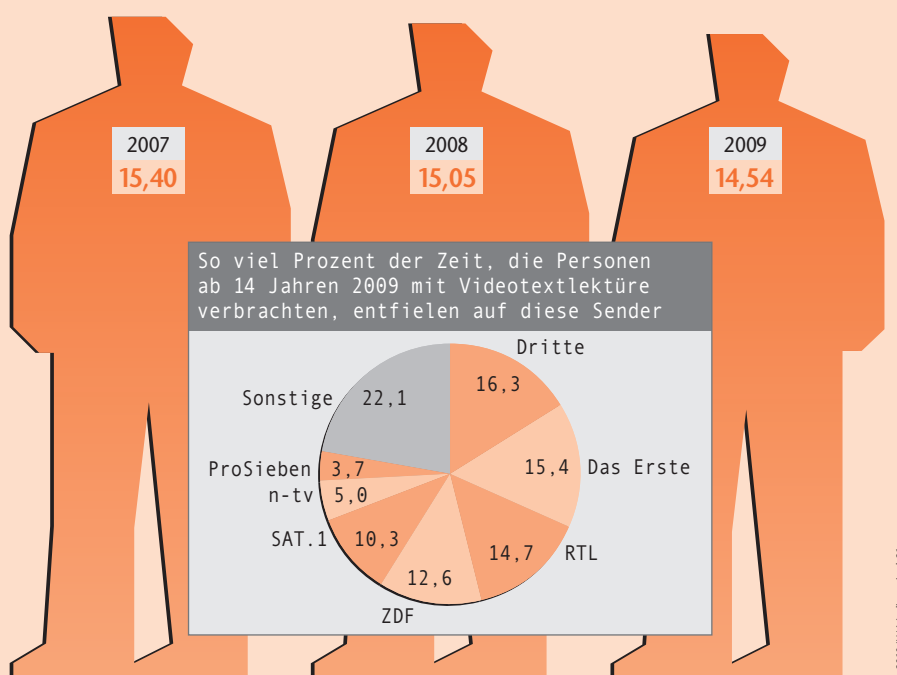 2007
15,40
2008
15,05
2009
14,54
So viel Prozent der Zeit, die Personen
ab 14 Jahren 2009 mit Videotextlektüre
verbrachten, entfielen auf diese Sender
Dritte
16,3
Das Erste
15,4
RTL
14,7
ZDF
12,6
SAT.1
10,3
n-tv
5,0
ProSieben
3,7
Sonstige
22,1